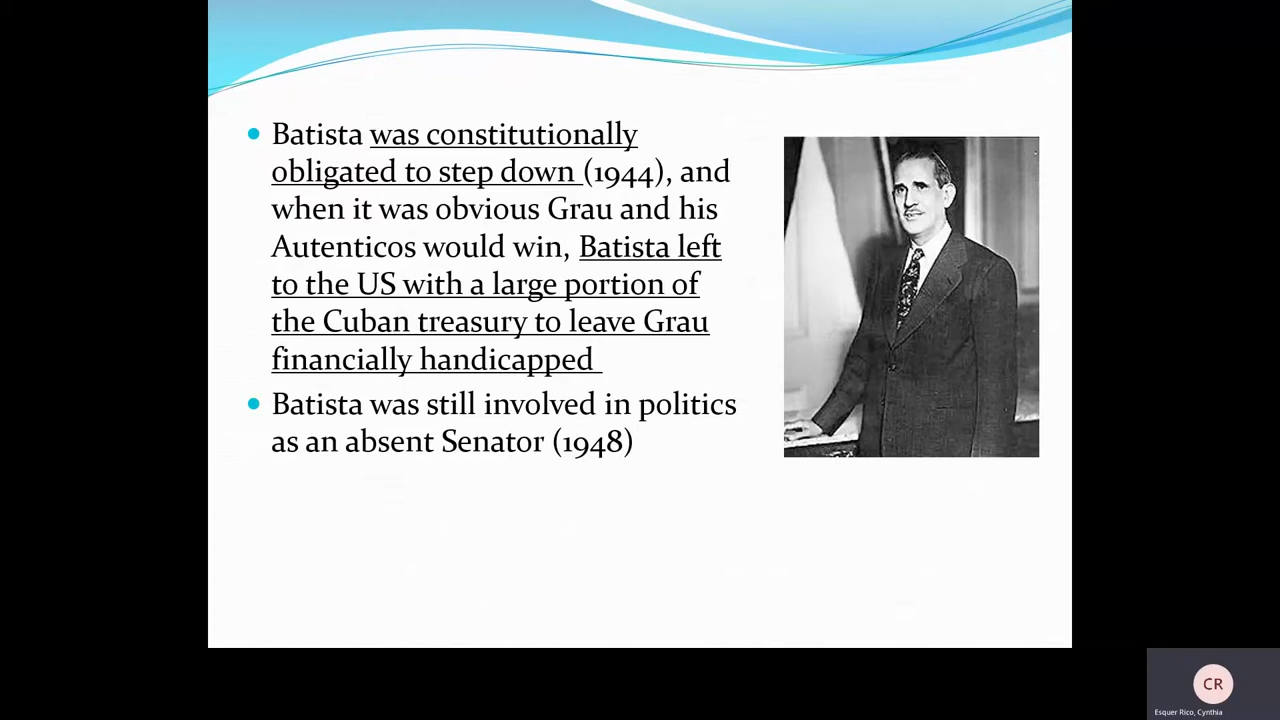 Batista was constitutionally
obligated to step down (1944), and
when it was obvious Grau and his
Autenticos would win, Batista left
to the US with a large portion of
the Cuban treasury to leave Grau
financially handicapped
Batista was still involved in politics
as an absent Senator (1948)
CR
Esquer Rico, Cynthia